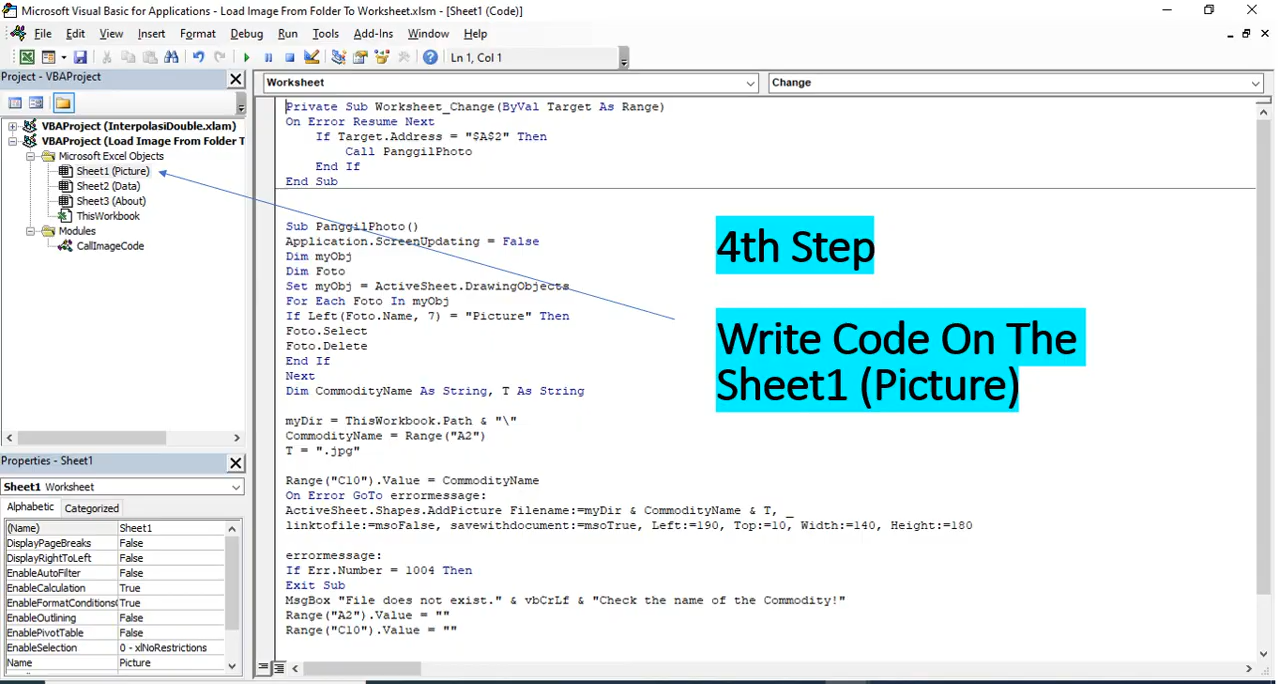 Microsoft Visual Basic for Applications - Load Image From Folder To Worksheet.xlsm - [Sheet1 (Code)]
File Edit View Insert Format Debug Run Tools Add-Ins Window Help
Ln 1, Col 1
Project - VBAProject
VBAProject (InterpolasiDouble.xlam)
VBAProject (Load Image From Folder T
Microsoft Excel Objects
Sheet1 (Picture)
Sheet2 (Data)
Sheet3 (About)
ThisWorkbook
Modules
CallImageCode
Properties - Sheet1
Sheet1 Worksheet
Alphabetic Categorized
(Name) Sheet1
DisplayPageBreaks False
DisplayRightToLeft False
EnableAutoFilter False
EnableCalculation True
EnableFormatConditionsC True
EnableOutlining False
EnablePivotTable False
EnableSelection 0 - xlNoRestrictions
Name Picture
Worksheet Change
Private Sub Worksheet_Change(ByVal Target As Range)
On Error Resume Next
If Target.Address = "$A$2" Then
Call PanggilPhoto
End If
End Sub
Sub PanggilPhoto()
Application.ScreenUpdating = False
Dim myObj
Dim Foto
Set myObj = ActiveSheet.DrawingObjects
For Each Foto In myObj
If Left(Foto.Name, 7) = "Picture" Then
Foto.Select
Foto.Delete
End If
Next
Dim CommodityName As String, T As String
myDir = ThisWorkbook.Path & "\"
CommodityName = Range("A2")
T = ".jpg"
Range("C10").Value = CommodityName
On Error GoTo errormessage:
ActiveSheet.Shapes.AddPicture Filename:=myDir & CommodityName & T, _
linktofile:=msoFalse, savewithdocument:=msoTrue, Left:=190, Top:=10, Width:=140, Height:=180
errormessage:
If Err.Number = 1004 Then
Exit Sub
MsgBox "File does not exist." & vbCrLf & "Check the name of the Commodity!"
Range("A2").Value = ""
Range("C10").Value = ""
4th Step
Write Code On The
Sheet1 (Picture)